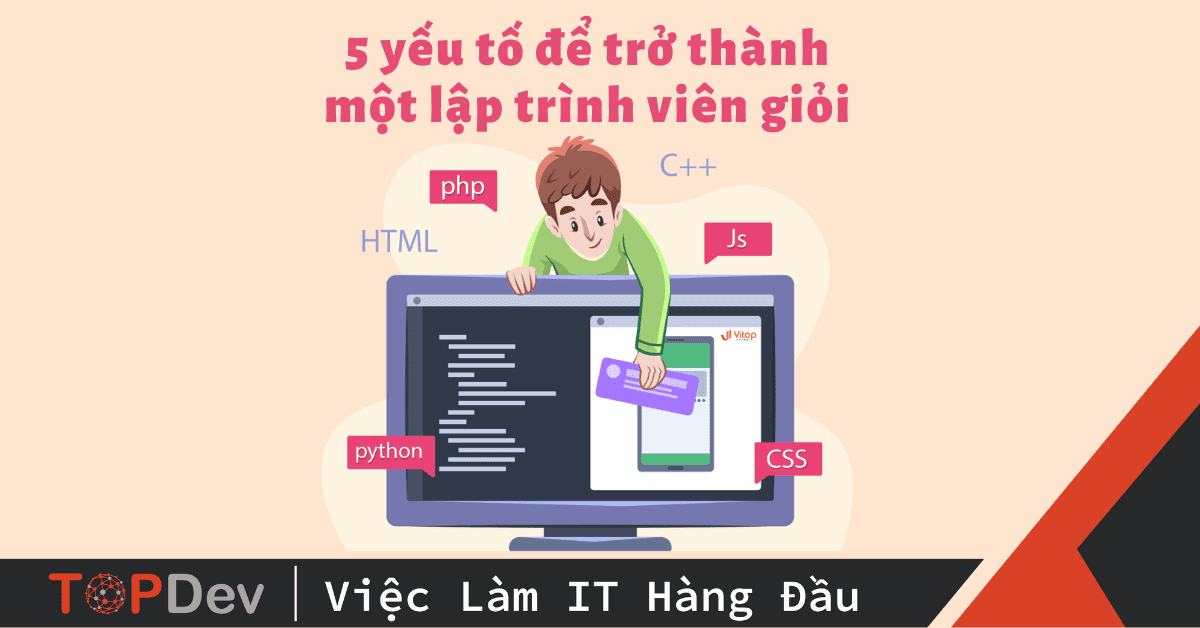 5 yếu tố để trở thành
một lập trình viên giỏi
C++
php
Js
HTML
Vitop
python
CSS
TOPDev
Việc Làm IT Hàng Đầu